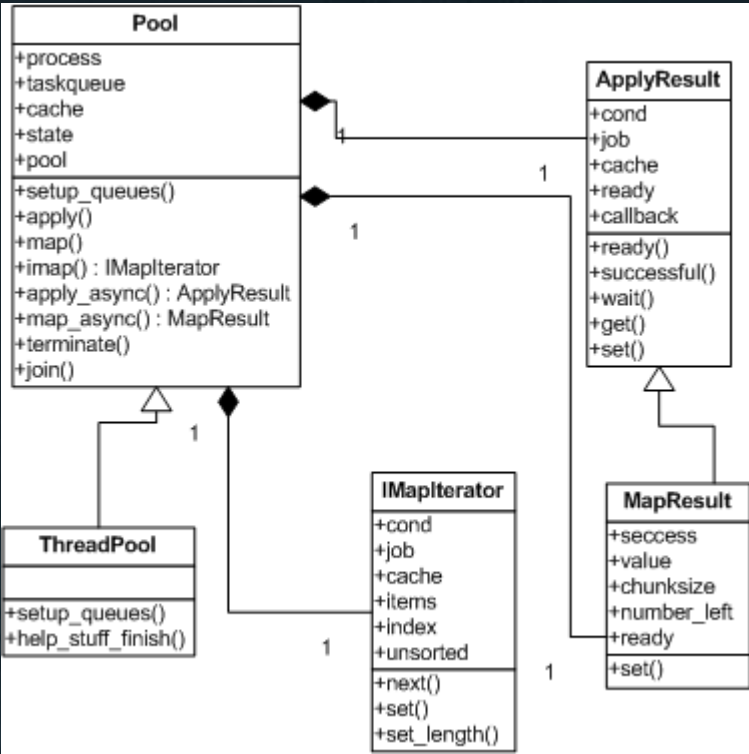 Pool
+process
+taskqueue
+cache
+state
+pool
+setup_queues()
+apply()
+map()
+imap() : IMapIterator
+apply_async() : ApplyResult
+map_async() : MapResult
+terminate()
+join()
ApplyResult
+cond
+job
+cache
+ready
+callback
+ready()
+successful()
+wait()
+get()
+set()
1
1
1
1
ThreadPool
+setup_queues()
+help_stuff_finish()
IMapIterator
+cond
+job
+cache
+items
+index
+unsorted
+next()
+set()
+set_length()
1
1
MapResult
+seccess
+value
+chunksize
+number_left
+ready
+set()